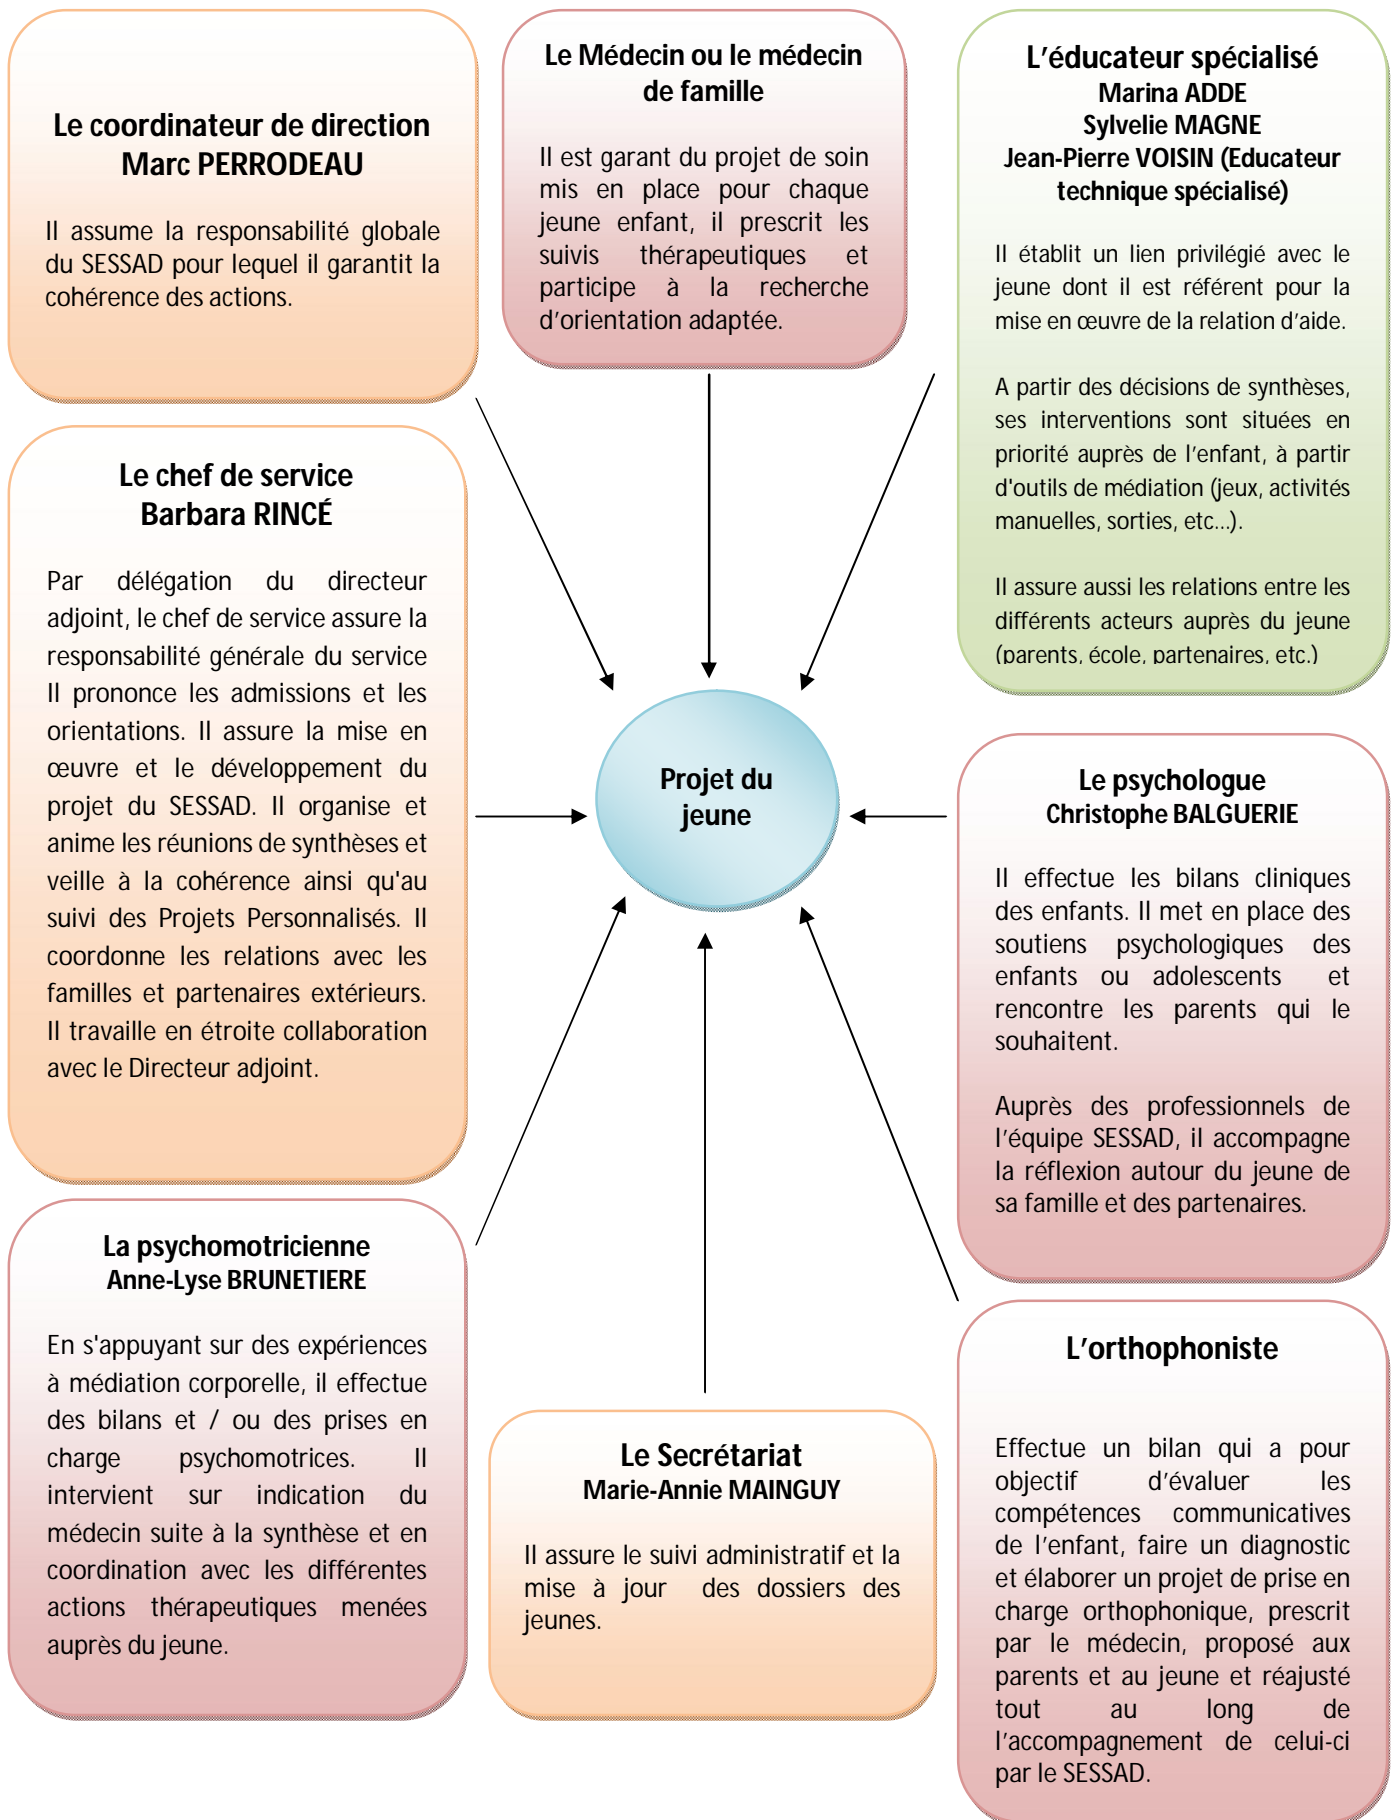 Le coordinateur de direction
Marc PERRODEAU
Il assume la responsabilité globale
du SESSAD pour lequel il garantit la
cohérence des actions.
Le Médecin ou le médecin
de famille
Il est garant du projet de soin
mis en place pour chaque
jeune enfant, il prescrit les
suivis thérapeutiques et
participe à la recherche
d’orientation adaptée.
L’éducateur spécialisé
Marina ADDE
Sylvelie MAGNE
Jean-Pierre VOISIN (Educateur
technique spécialisé)
Il établit un lien privilégié avec le
jeune dont il est référent pour la
mise en œuvre de la relation d’aide.
A partir des décisions de synthèses,
ses interventions sont situées en
priorité auprès de l’enfant, à partir
d'outils de médiation (jeux, activités
manuelles, sorties, etc...).
Il assure aussi les relations entre les
différents acteurs auprès du jeune
(parents, école, partenaires, etc.)
Le chef de service
Barbara RINCÉ
Par délégation du directeur
adjoint, le chef de service assure la
responsabilité générale du service
Il prononce les admissions et les
orientations. Il assure la mise en
œuvre et le développement du
projet du SESSAD. Il organise et
anime les réunions de synthèses et
veille à la cohérence ainsi qu'au
suivi des Projets Personnalisés. Il
coordonne les relations avec les
familles et partenaires extérieurs.
Il travaille en étroite collaboration
avec le Directeur adjoint.
Projet du
jeune
Le psychologue
Christophe BALGUERIE
Il effectue les bilans cliniques
des enfants. Il met en place des
soutiens psychologiques des
enfants ou adolescents et
rencontre les parents qui le
souhaitent.
Auprès des professionnels de
l’équipe SESSAD, il accompagne
la réflexion autour du jeune de
sa famille et des partenaires.
La psychomotricienne
Anne-Lyse BRUNETIERE
En s'appuyant sur des expériences
à médiation corporelle, il effectue
des bilans et / ou des prises en
charge psychomotrices. Il
intervient sur indication du
médecin suite à la synthèse et en
coordination avec les différentes
actions thérapeutiques menées
auprès du jeune.
Le Secrétariat
Marie-Annie MAINGUY
Il assure le suivi administratif et la
mise à jour des dossiers des
jeunes.
L’orthophoniste
Effectue un bilan qui a pour
objectif d’évaluer les
compétences communicatives
de l’enfant, faire un diagnostic
et élaborer un projet de prise en
charge orthophonique, prescrit
par le médecin, proposé aux
parents et au jeune et réajusté
tout au long de
l’accompagnement de celui-ci
par le SESSAD.